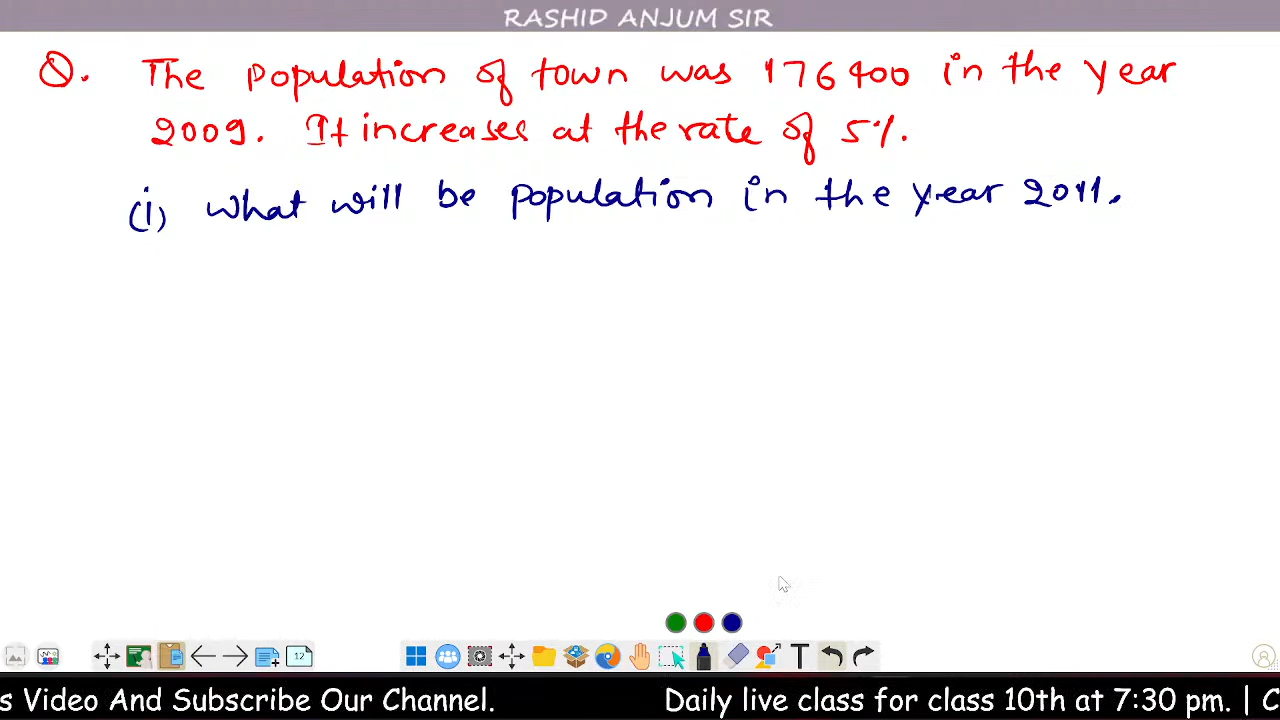 RASHID ANJUM SIR
Q. The population of town was 176400 in the year
2009. It increases at the rate of 5%.
(i) What will be population in the year 2011.
12
T
s Video And Subscribe Our Channel. Daily live class for class 10th at 7:30 pm. | C